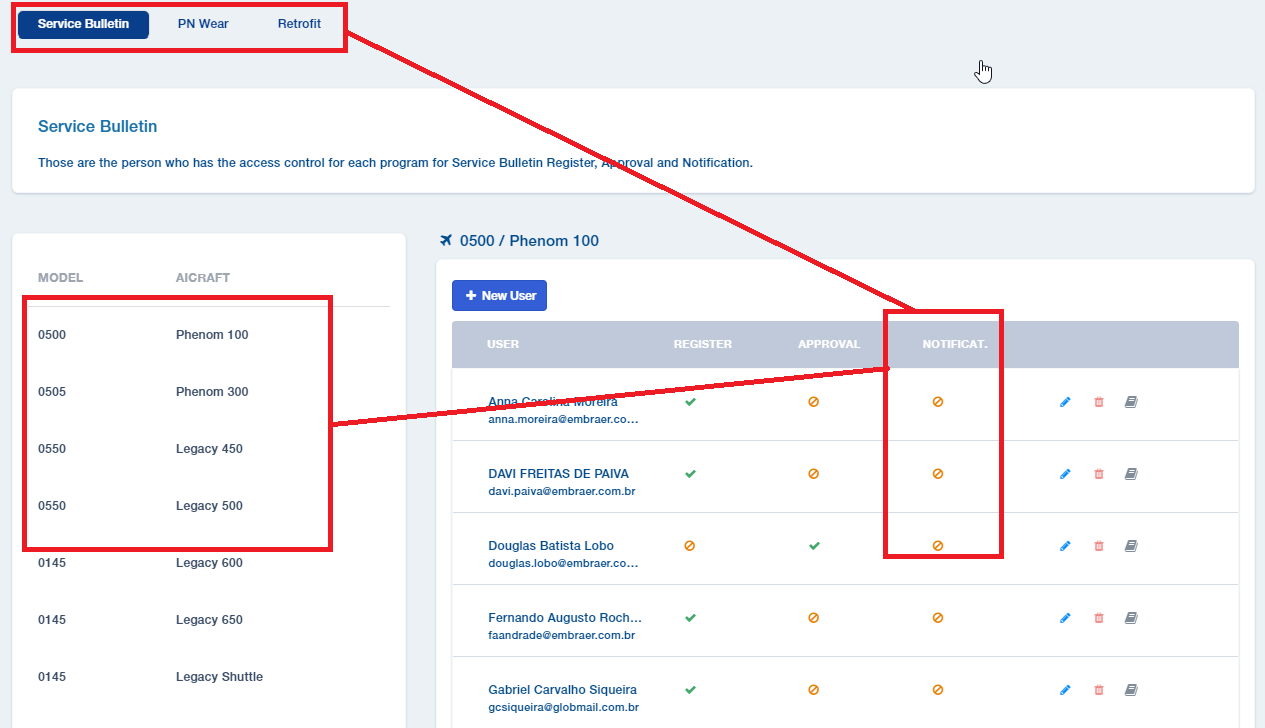 Service Bulletin PN Wear Retrofit
Service Bulletin
Those are the person who has the access control for each program for Service Bulletin Register, Approval and Notification.
MODEL AICRAFT
0500 Phenom 100
0505 Phenom 300
0550 Legacy 450
0550 Legacy 500
0145 Legacy 600
0145 Legacy 650
0145 Legacy Shuttle
0500 / Phenom 100
New User
USER REGISTER APPROVAL NOTIFICAT.
Anna Carolina Moreira
anna.moreira@embraer.co...
DAVI FREITAS DE PAIVA
davi.paiva@embraer.com.br
Douglas Batista Lobo
douglas.lobo@embraer.co...
Fernando Augusto Roch...
faandrade@embraer.com.br
Gabriel Carvalho Siqueira
gcsiqueira@globmail.com.br